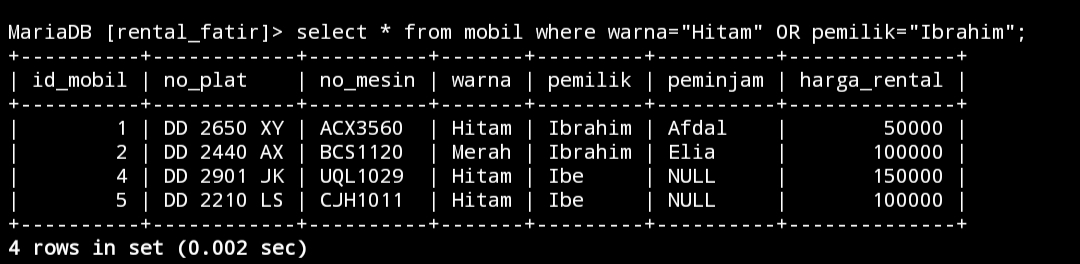 MariaDB [rental_fatir]> select * from mobil where warna="Hitam" OR pemilik="Ibrahim";
+----------+------------+----------+-------+---------+----------+--------------+
| id_mobil | no_plat    | no_mesin | warna | pemilik | peminjam | harga_rental |
+----------+------------+----------+-------+---------+----------+--------------+
|        1 | DD 2650 XY | ACX3560  | Hitam | Ibrahim | Afdal    |        50000 |
|        2 | DD 2440 AX | BCS1120  | Merah | Ibrahim | Elia     |       100000 |
|        4 | DD 2901 JK | UQL1029  | Hitam | Ibe     | NULL     |       150000 |
|        5 | DD 2210 LS | CJH1011  | Hitam | Ibe     | NULL     |       100000 |
+----------+------------+----------+-------+---------+----------+--------------+
4 rows in set (0.002 sec)